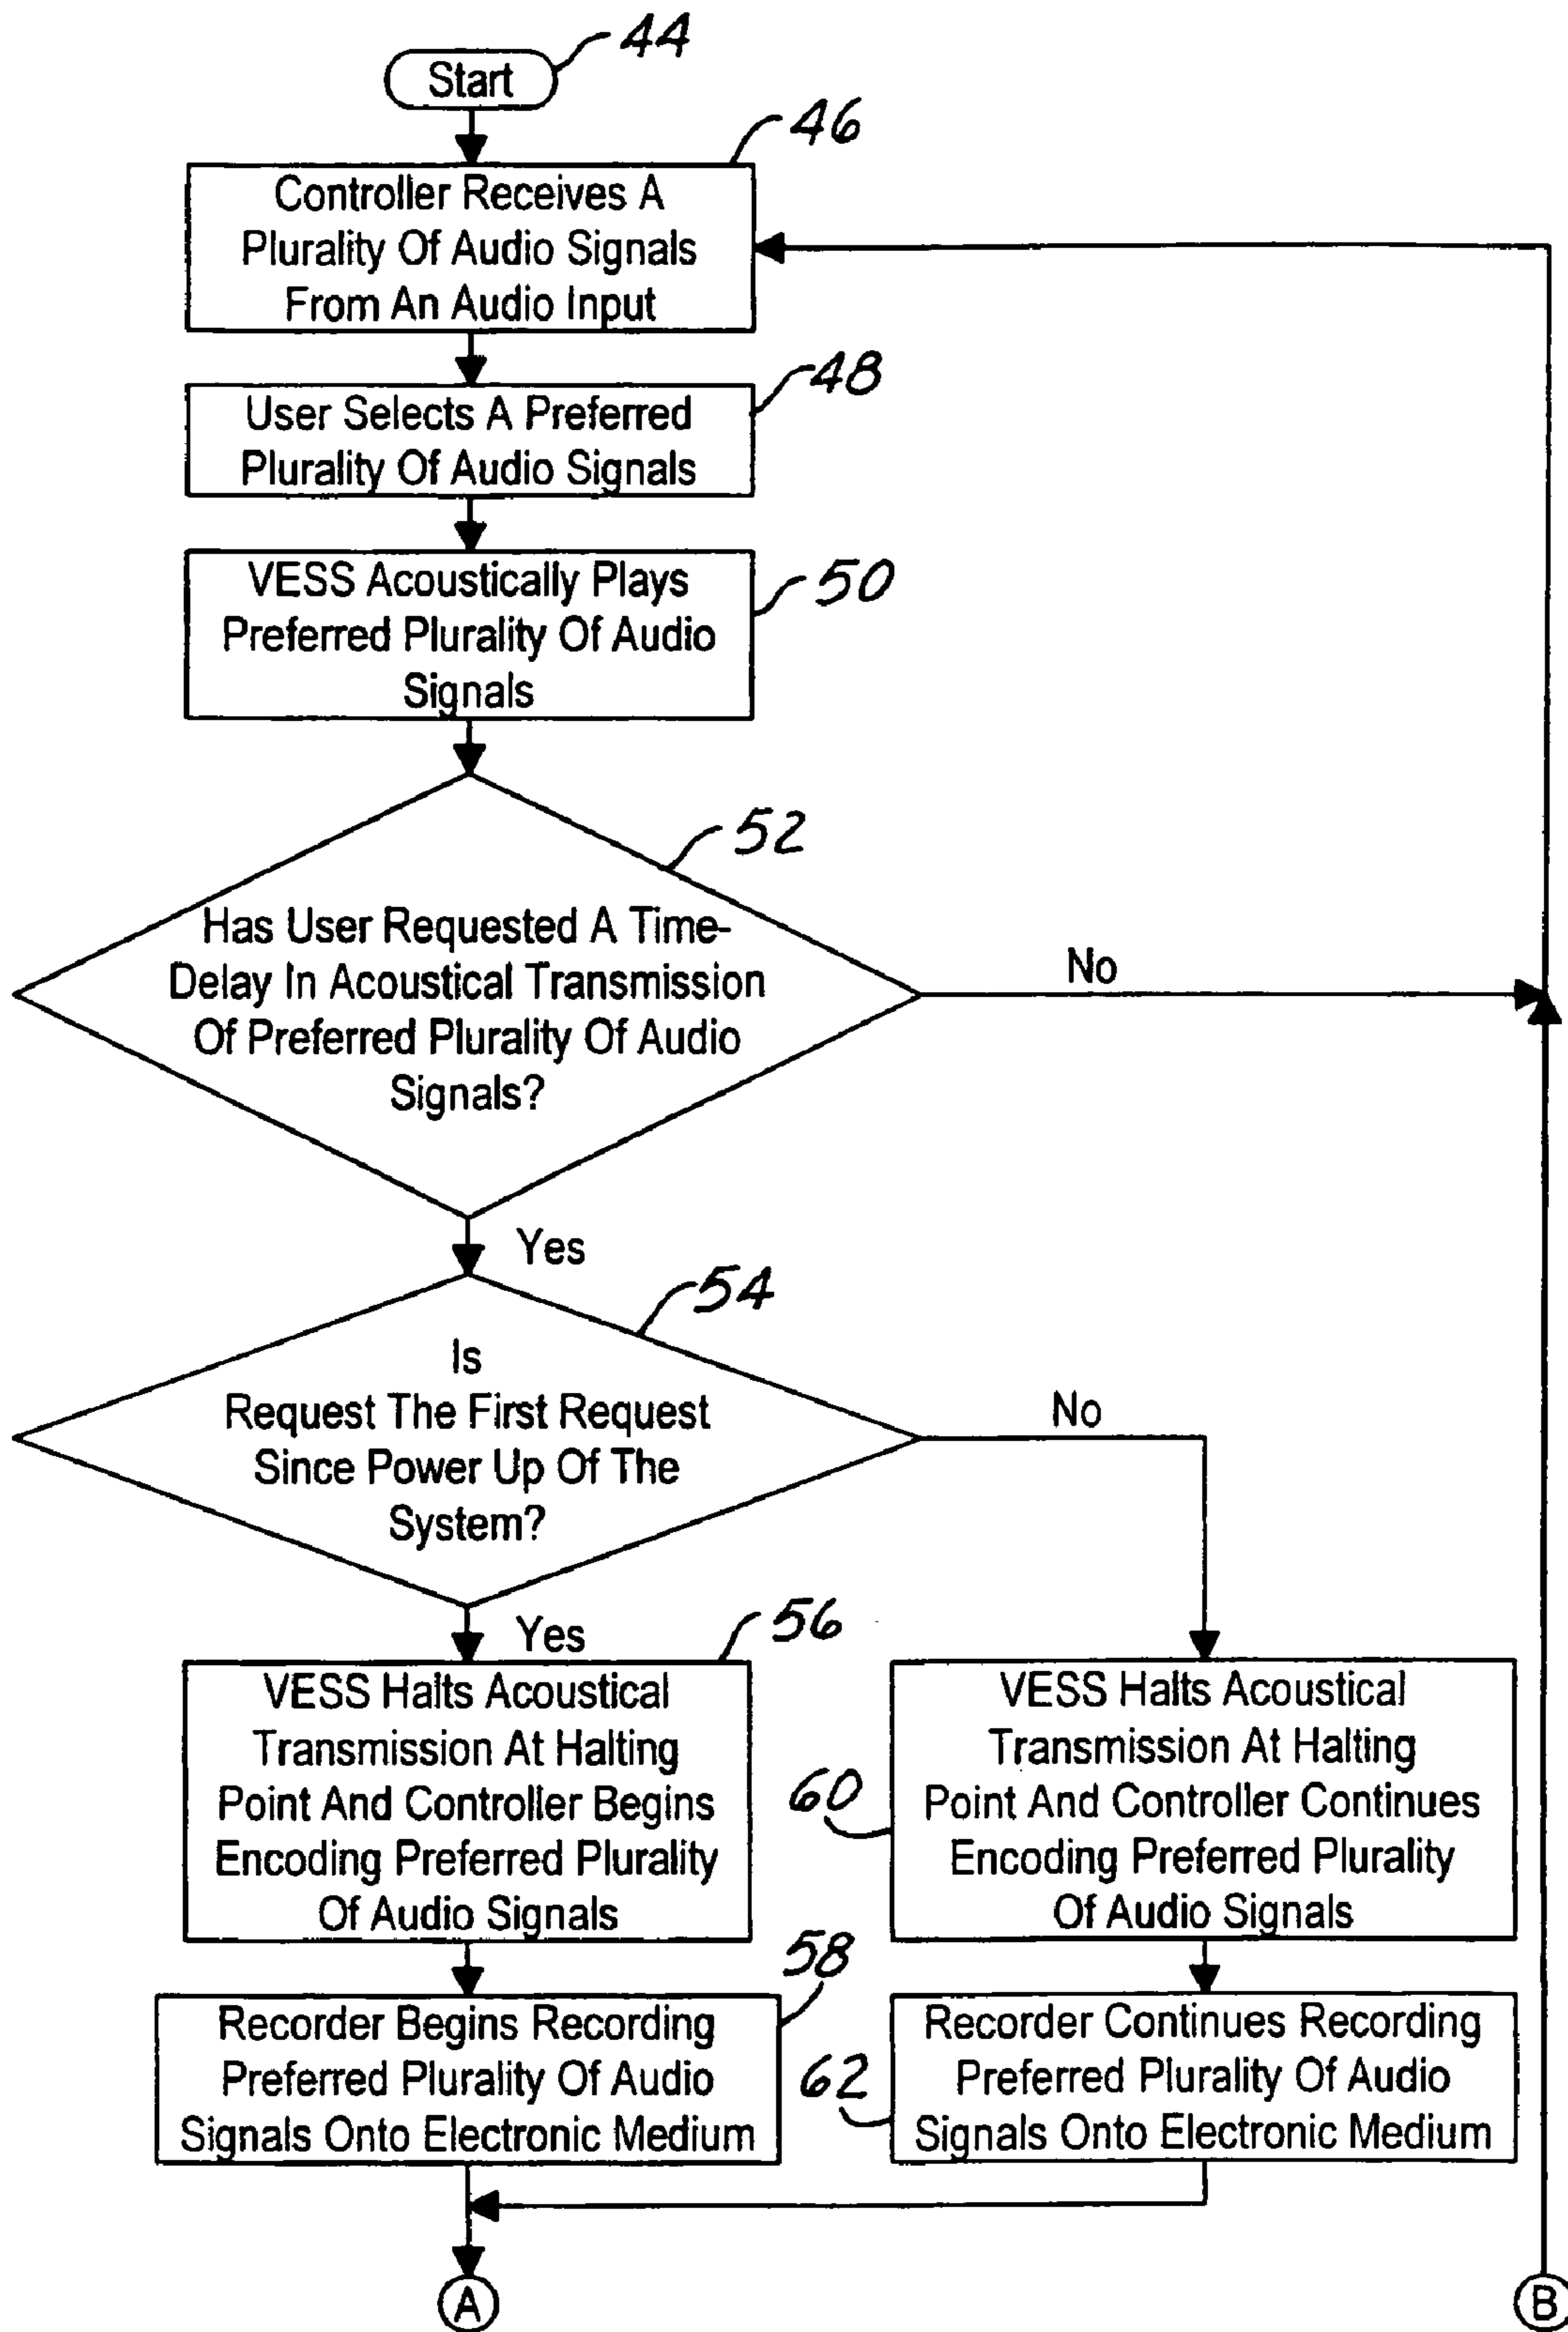 44
Start
46
Controller Receives A
Plurality Of Audio Signals
From An Audio Input
48
User Selects A Preferred
Plurality Of Audio Signals
50
VESS Acoustically Plays
Preferred Plurality Of Audio
Signals
52
Has User Requested A Time-
Delay In Acoustical Transmission
Of Preferred Plurality Of Audio
Signals?
No
Yes
54
Is
Request The First Request
Since Power Up Of The
System?
No
Yes
56
VESS Halts Acoustical
Transmission At Halting
Point And Controller Begins
Encoding Preferred Plurality
Of Audio Signals
60
VESS Halts Acoustical
Transmission At Halting
Point And Controller Continues
Encoding Preferred Plurality
Of Audio Signals
58
Recorder Begins Recording
Preferred Plurality Of Audio
Signals Onto Electronic Medium
62
Recorder Continues Recording
Preferred Plurality Of Audio
Signals Onto Electronic Medium
A
B